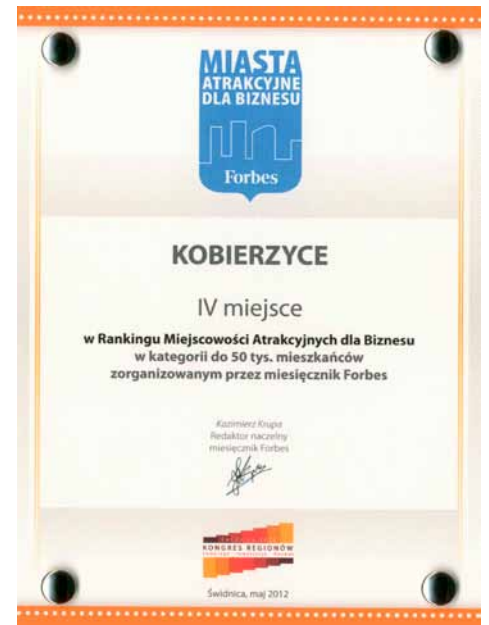 MIASTA
ATRAKCYJNE
DLA BIZNESU
Forbes
KOBIERZYCE
IV miejsce
w Rankingu Miejscowości Atrakcyjnych dla Biznesu
w kategorii do 50 tys. mieszkańców
zorganizowanym przez miesięcznik Forbes
Kazimierz Krupa
Redaktor naczelny
miesięcznik Forbes
KONGRES REGIONÓW
Świdnica, maj 2012